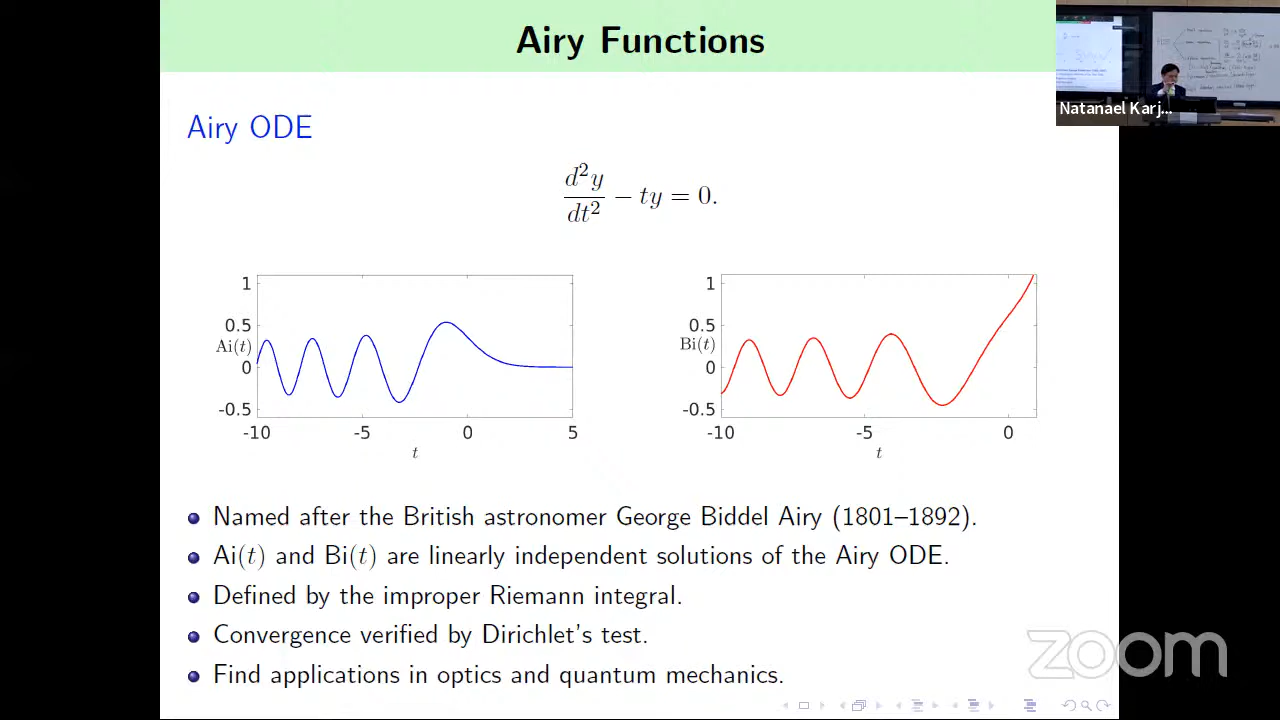 Airy Functions
Natanael Karj...
Airy ODE
d²y/dt² − ty = 0.
1
0.5
Ai(t)
0
-0.5
-10
-5
0
5
t
1
0.5
Bi(t)
0
-0.5
-10
-5
0
t
Named after the British astronomer George Biddel Airy (1801–1892).
Ai(t) and Bi(t) are linearly independent solutions of the Airy ODE.
Defined by the improper Riemann integral.
Convergence verified by Dirichlet's test.
Find applications in optics and quantum mechanics.
zoom